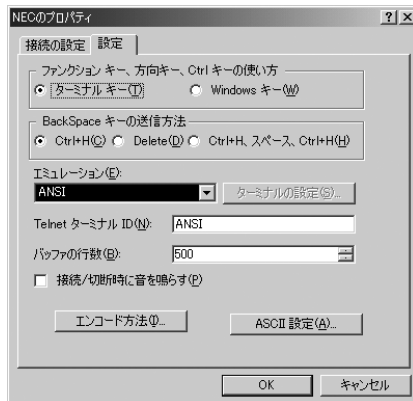 NECのプロパティ ? ×
接続の設定 設定
ファンクション キー、方向キー、Ctrl キーの使い方
ターミナル キー(T) Windows キー(W)
BackSpace キーの送信方法
Ctrl+H(C) Delete(D) Ctrl+H、スペース、Ctrl+H(H)
エミュレーション(E):
ANSI ターミナルの設定(S)...
Telnet ターミナル ID(N): ANSI
バッファの行数(B): 500
接続/切断時に音を鳴らす(P)
エンコード方法(I)... ASCII 設定(A)...
OK キャンセル